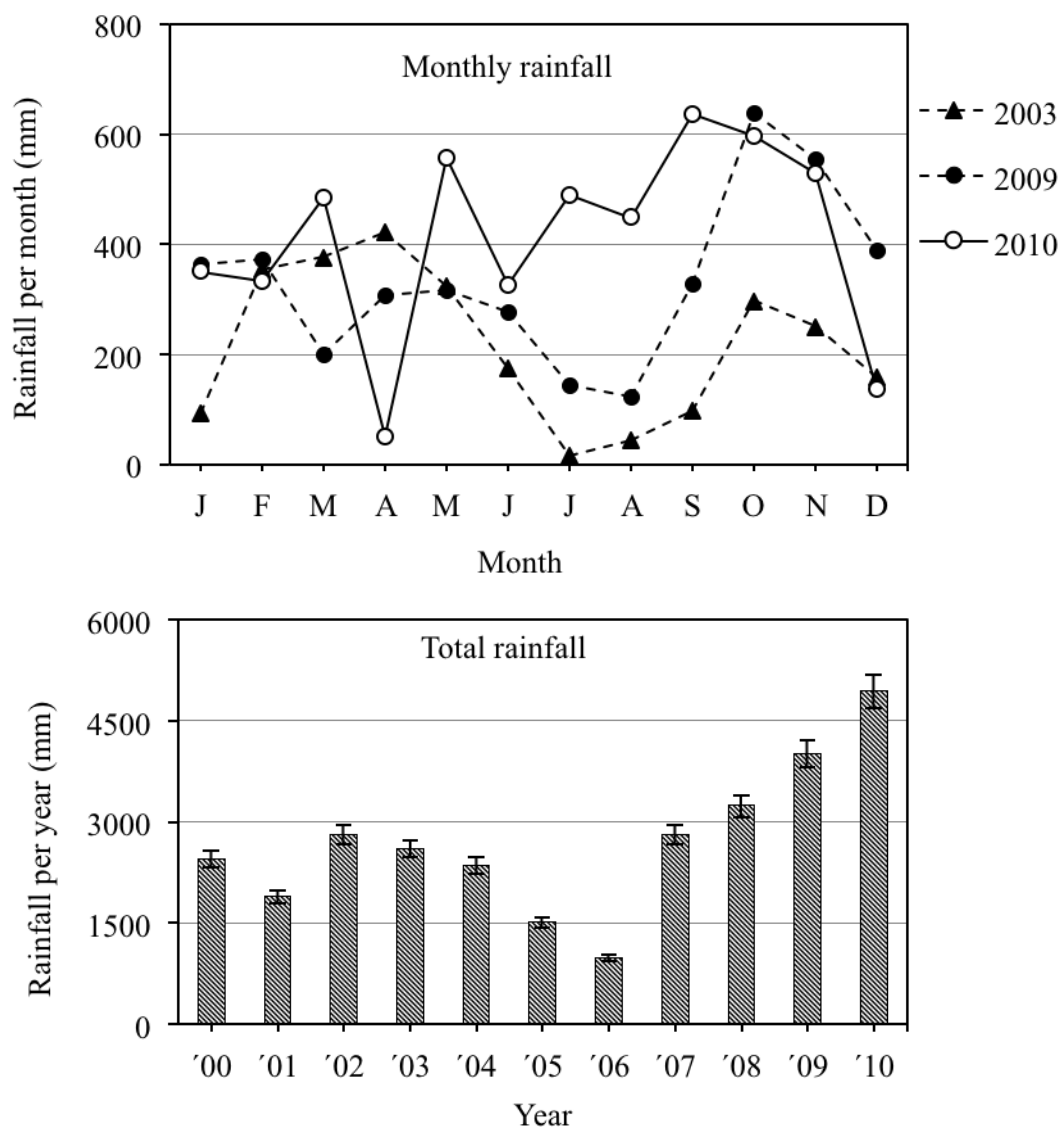 Monthly rainfall
Rainfall per month (mm)
800
600
400
200
0
J F M A M J J A S O N D
Month
2003
2009
2010
Total rainfall
Rainfall per year (mm)
6000
4500
3000
1500
0
´00 ´01 ´02 ´03 ´04 ´05 ´06 ´07 ´08 ´09 ´10
Year